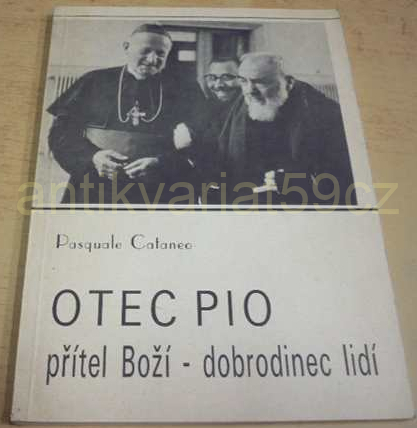 antikvariat59cz
Pasquale Cataneo
OTEC PIO
přítel Boží - dobrodinec lidí